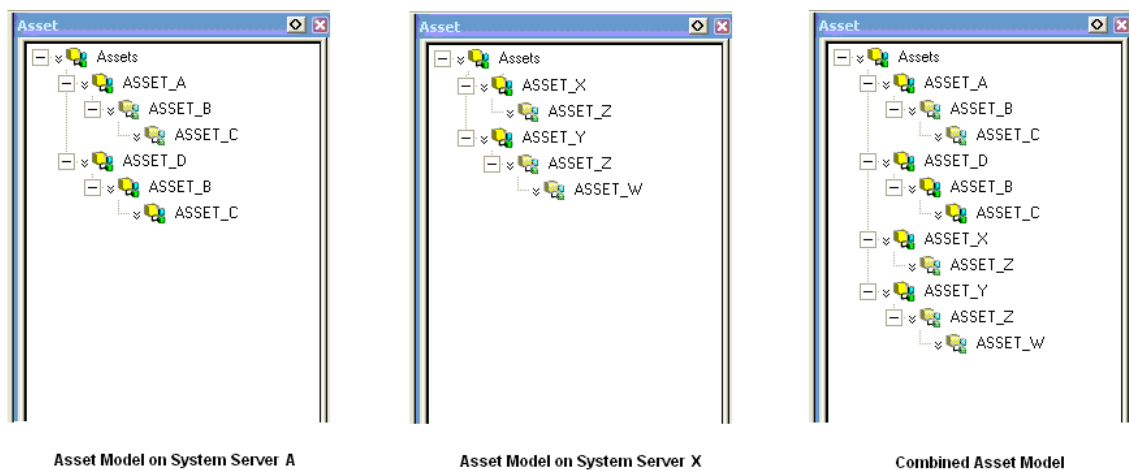 Asset
Assets
ASSET_A
ASSET_B
ASSET_C
ASSET_D
ASSET_B
ASSET_C
Asset Model on System Server A
Asset
Assets
ASSET_X
ASSET_Z
ASSET_Y
ASSET_Z
ASSET_W
Asset Model on System Server X
Asset
Assets
ASSET_A
ASSET_B
ASSET_C
ASSET_D
ASSET_B
ASSET_C
ASSET_X
ASSET_Z
ASSET_Y
ASSET_Z
ASSET_W
Combined Asset Model